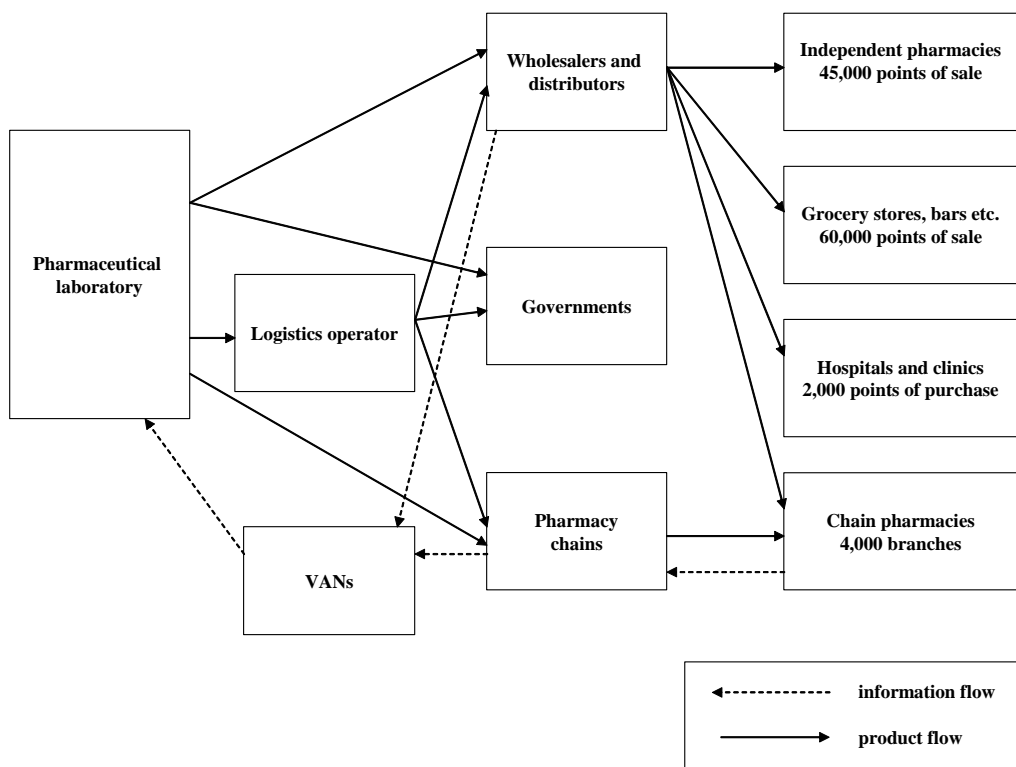 Wholesalers and
distributors
Independent pharmacies
45,000 points of sale
Grocery stores, bars etc.
60,000 points of sale
Pharmaceutical
laboratory
Logistics operator
Governments
Hospitals and clinics
2,000 points of purchase
Pharmacy
chains
Chain pharmacies
4,000 branches
VANs
information flow
product flow